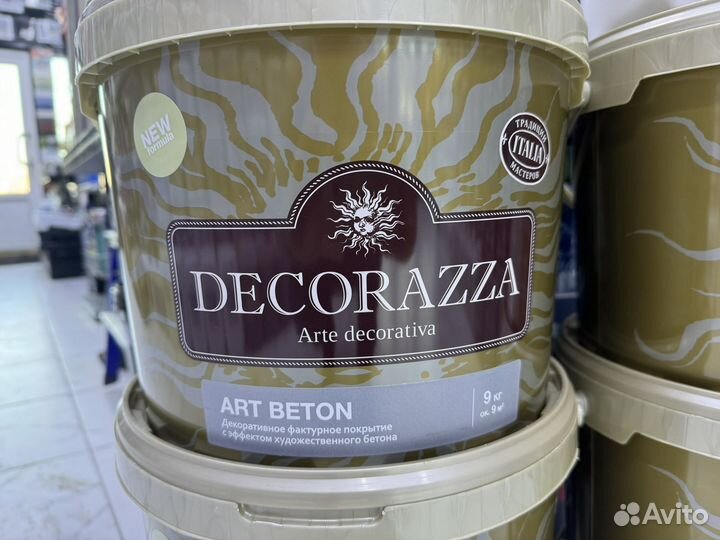 NEW
formula
ТРАДИЦИИ
ITALIA
МАСТЕРОВ
DECORAZZA
Arte decorativa
ART BETON
Декоративное фактурное покрытие
с эффектом художественного бетона
9 кг
ок. 9 м²
Avito